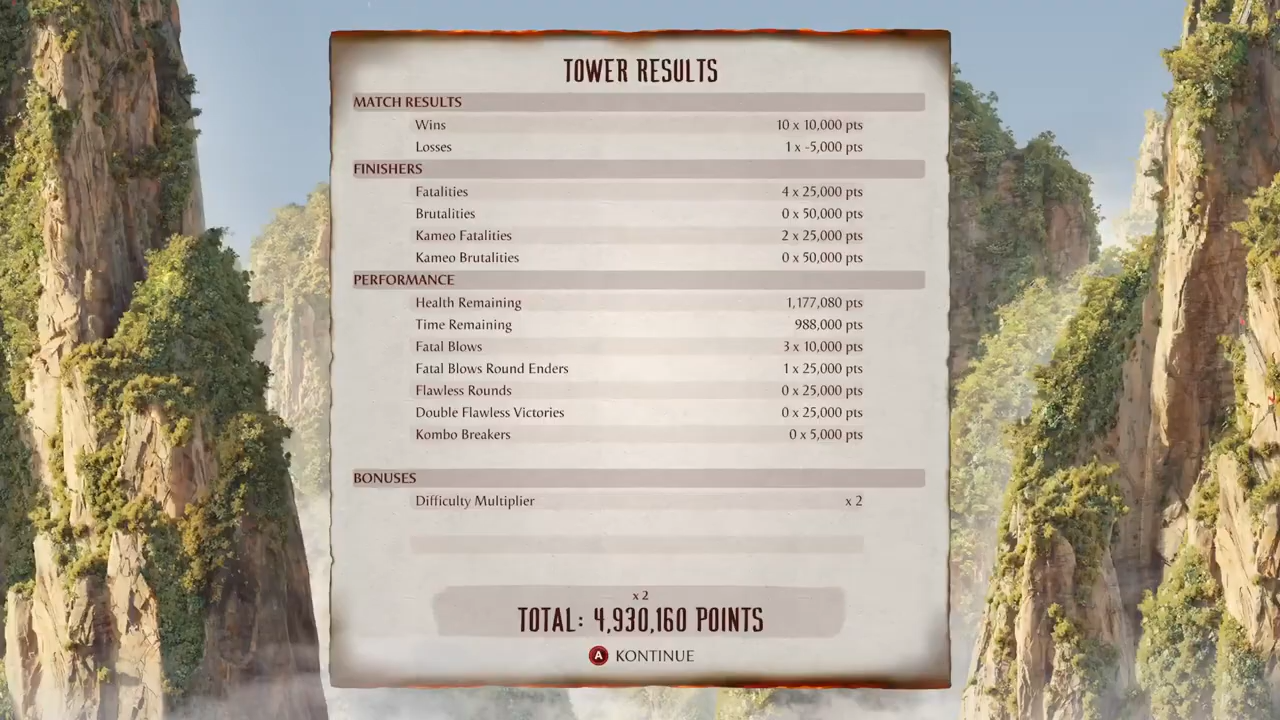 TOWER RESULTS
MATCH RESULTS
Wins 10 x 10,000 pts
Losses 1 x -5,000 pts
FINISHERS
Fatalities 4 x 25,000 pts
Brutalities 0 x 50,000 pts
Kameo Fatalities 2 x 25,000 pts
Kameo Brutalities 0 x 50,000 pts
PERFORMANCE
Health Remaining 1,177,080 pts
Time Remaining 988,000 pts
Fatal Blows 3 x 10,000 pts
Fatal Blows Round Enders 1 x 25,000 pts
Flawless Rounds 0 x 25,000 pts
Double Flawless Victories 0 x 25,000 pts
Kombo Breakers 0 x 5,000 pts
BONUSES
Difficulty Multiplier x 2
x 2
TOTAL: 4,930,160 POINTS
A KONTINUE